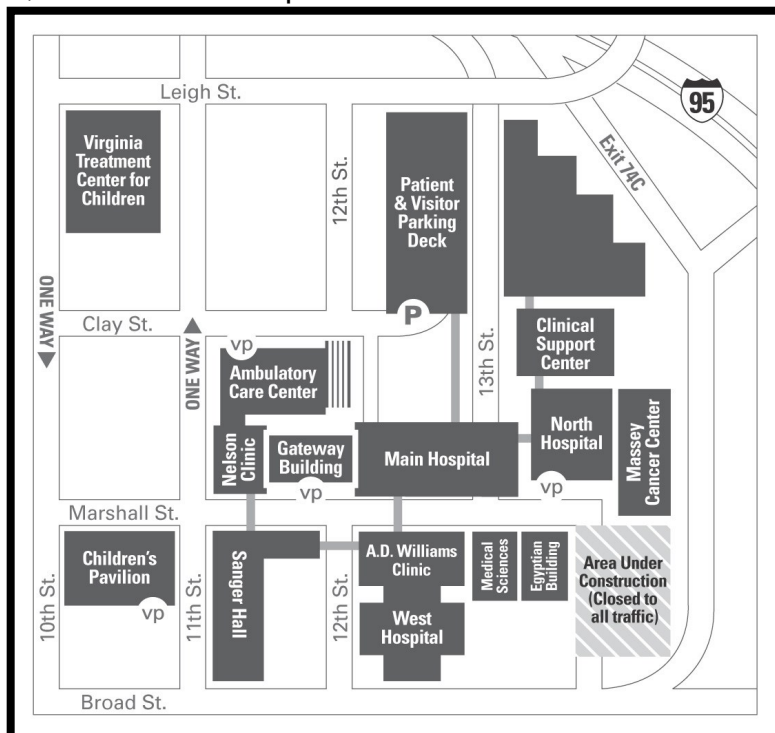 Leigh St.
95
Virginia
Treatment
Center for
Children
12th St.
Patient
& Visitor
Parking
Deck
Exit 74C
ONE WAY
Clay St.
P
ONE WAY
vp
Ambulatory
Care Center
13th St.
Clinical
Support
Center
Nelson
Clinic
Gateway
Building
Main Hospital
North
Hospital
Massey
Cancer Center
vp
vp
Marshall St.
Children's
Pavilion
vp
10th St.
11th St.
Sanger Hall
12th St.
A.D. Williams
Clinic
West
Hospital
Medical
Sciences
Egyptian
Building
Area Under
Construction
(Closed to
all traffic)
Broad St.